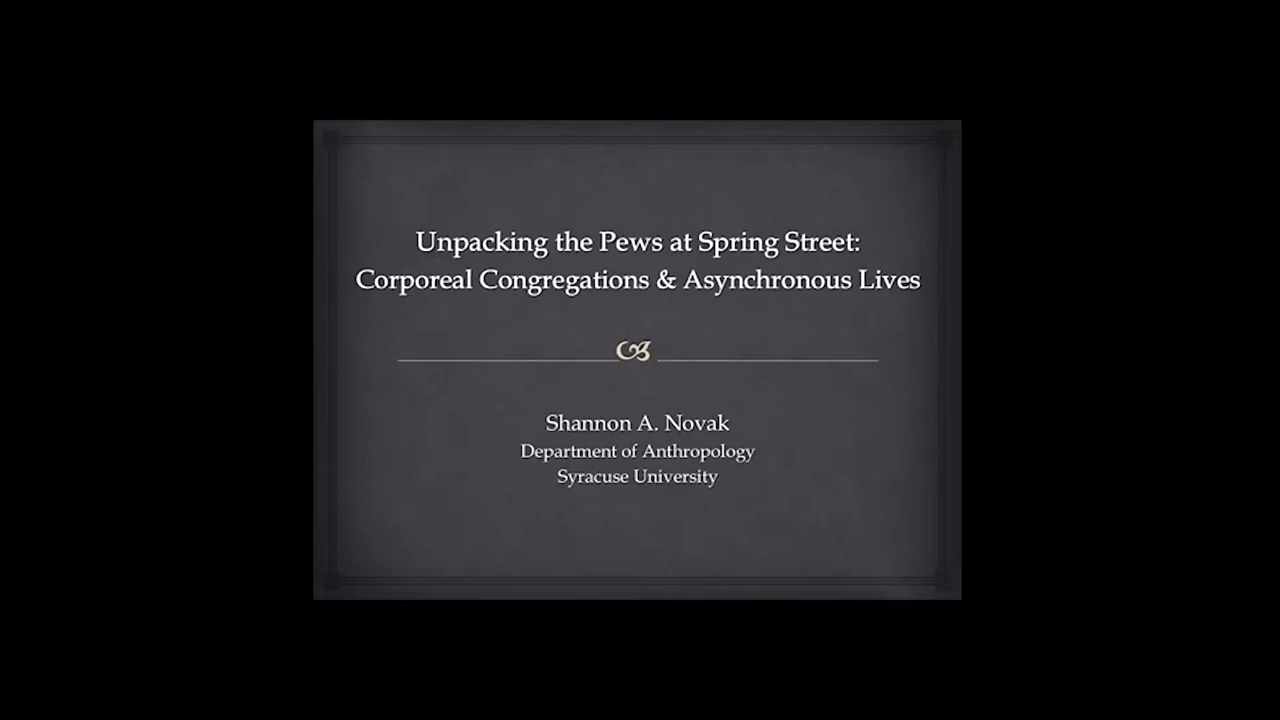 Unpacking the Pews at Spring Street:
Corporeal Congregations & Asynchronous Lives
Shannon A. Novak
Department of Anthropology
Syracuse University